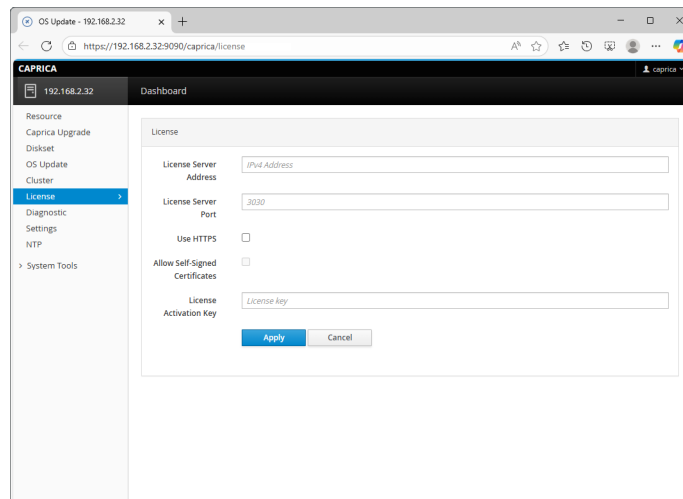 OS Update - 192.168.2.32
https://192.168.2.32:9090/caprica/license
CAPRICA
caprica
192.168.2.32
Dashboard
Resource
Caprica Upgrade
Diskset
OS Update
Cluster
License
Diagnostic
Settings
NTP
System Tools
License
License Server
Address
IPv4 Address
License Server
Port
3030
Use HTTPS
Allow Self-Signed
Certificates
License
Activation Key
License key
Apply
Cancel